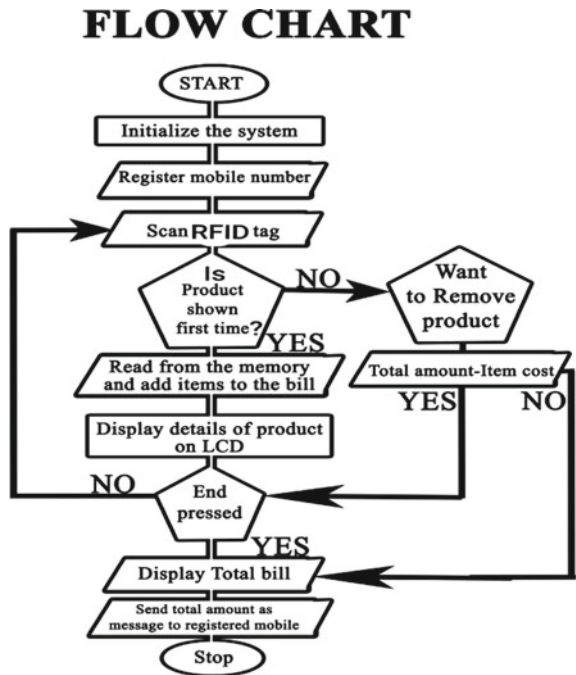 FLOW CHART
START
Initialize the system
Register mobile number
Scan RFID tag
Is
Product
shown
first time?
NO
Want
to Remove
product
YES
Read from the memory
and add items to the bill
Total amount-Item cost
YES
NO
Display details of product
on LCD
NO
End
pressed
YES
Display Total bill
Send total amount as
message to registered mobile
Stop